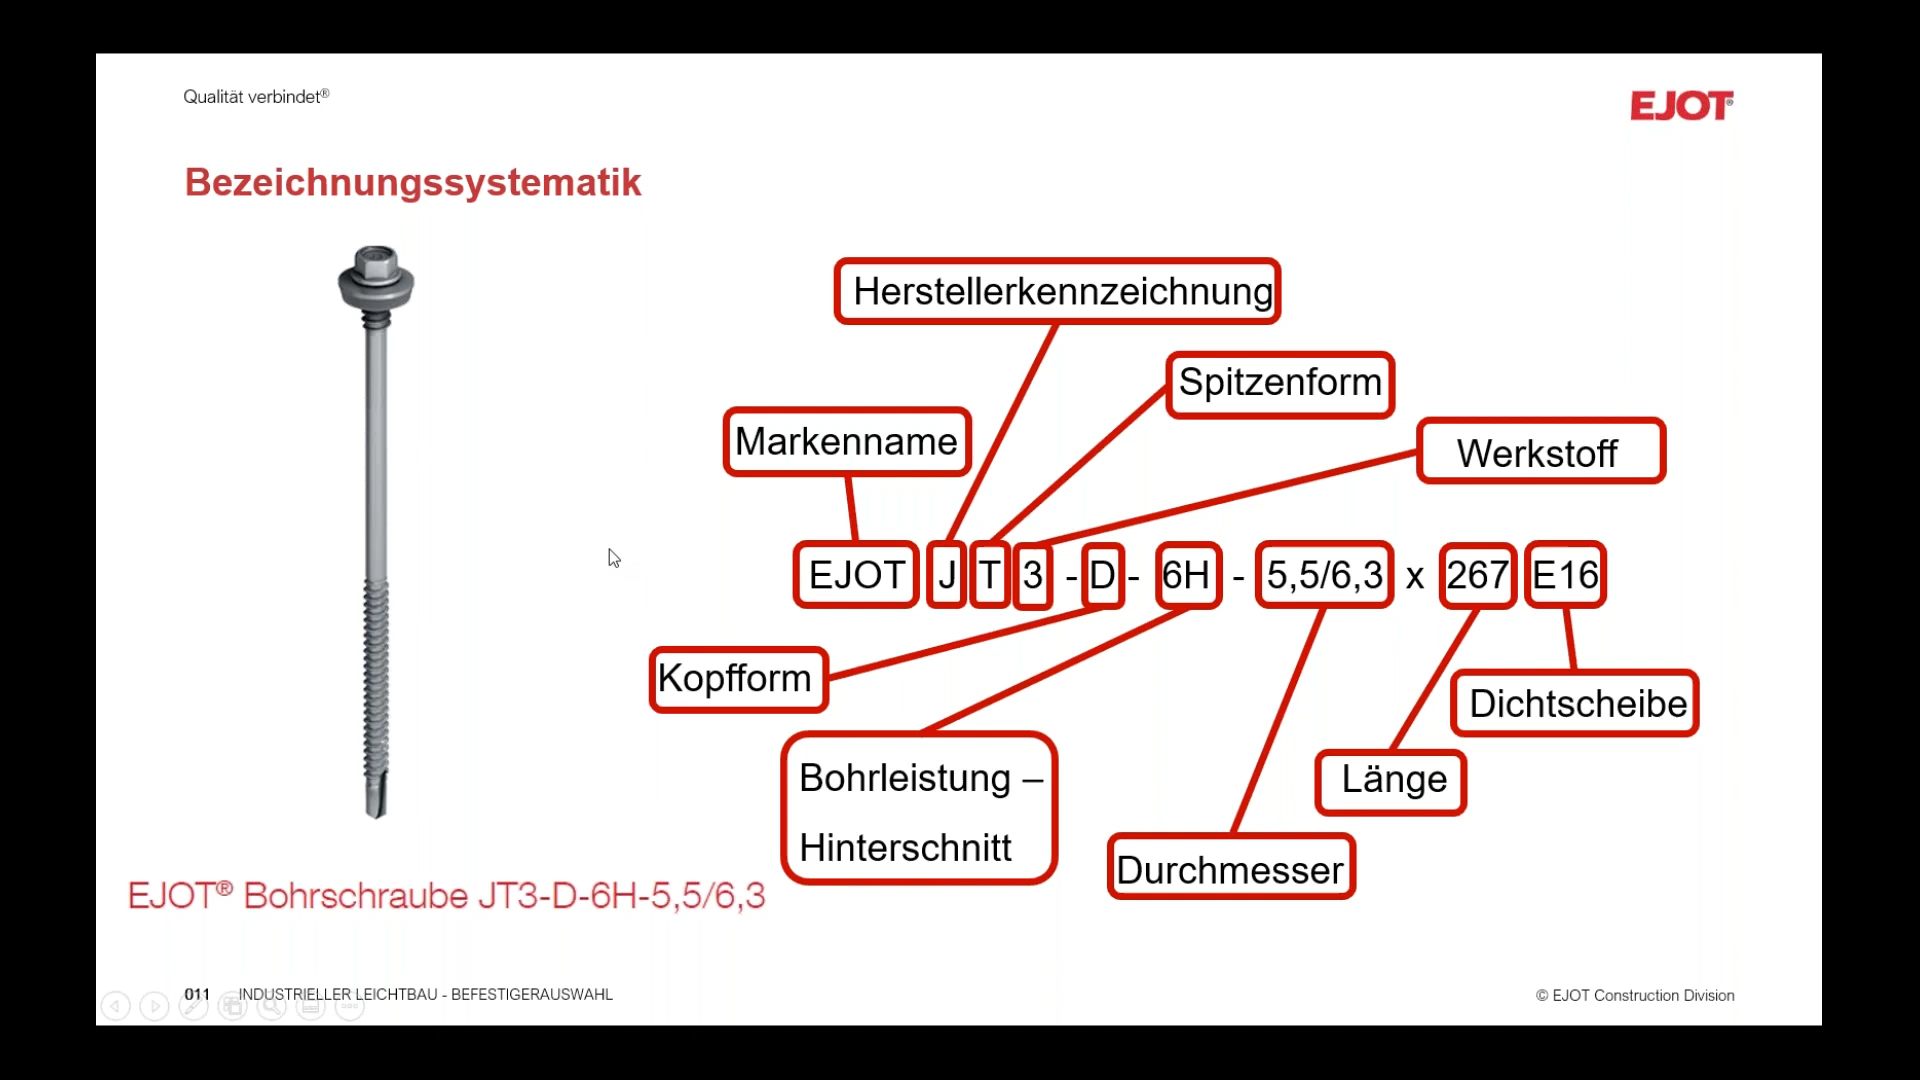 Qualität verbindet®
EJOT®
Bezeichnungssystematik
Herstellerkennzeichnung
Spitzenform
Markenname
Werkstoff
EJOT J T 3 - D - 6H - 5,5/6,3 x 267 E16
Kopfform
Dichtscheibe
Bohrleistung –
Hinterschnitt
Länge
Durchmesser
EJOT® Bohrschraube JT3-D-6H-5,5/6,3
011 INDUSTRIELLER LEICHTBAU - BEFESTIGERAUSWAHL
© EJOT Construction Division